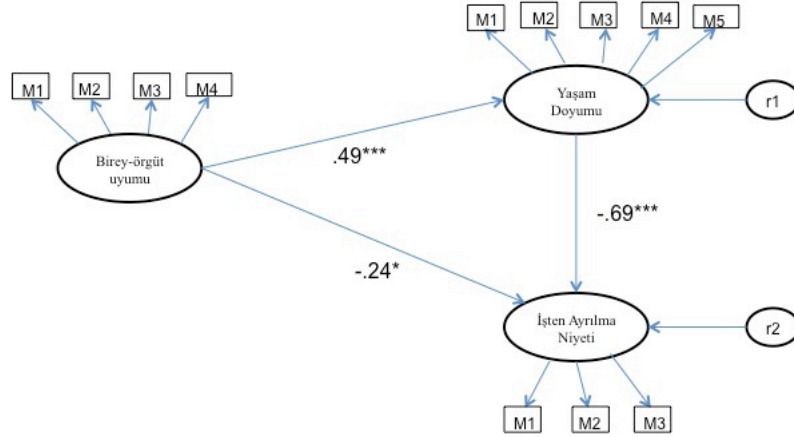 M1 M2 M3 M4 M5
Yaşam
Doyumu
r1
M1 M2 M3 M4
Birey-örgüt
uyumu
.49***
-.69***
-.24*
İşten Ayrılma
Niyeti
r2
M1 M2 M3